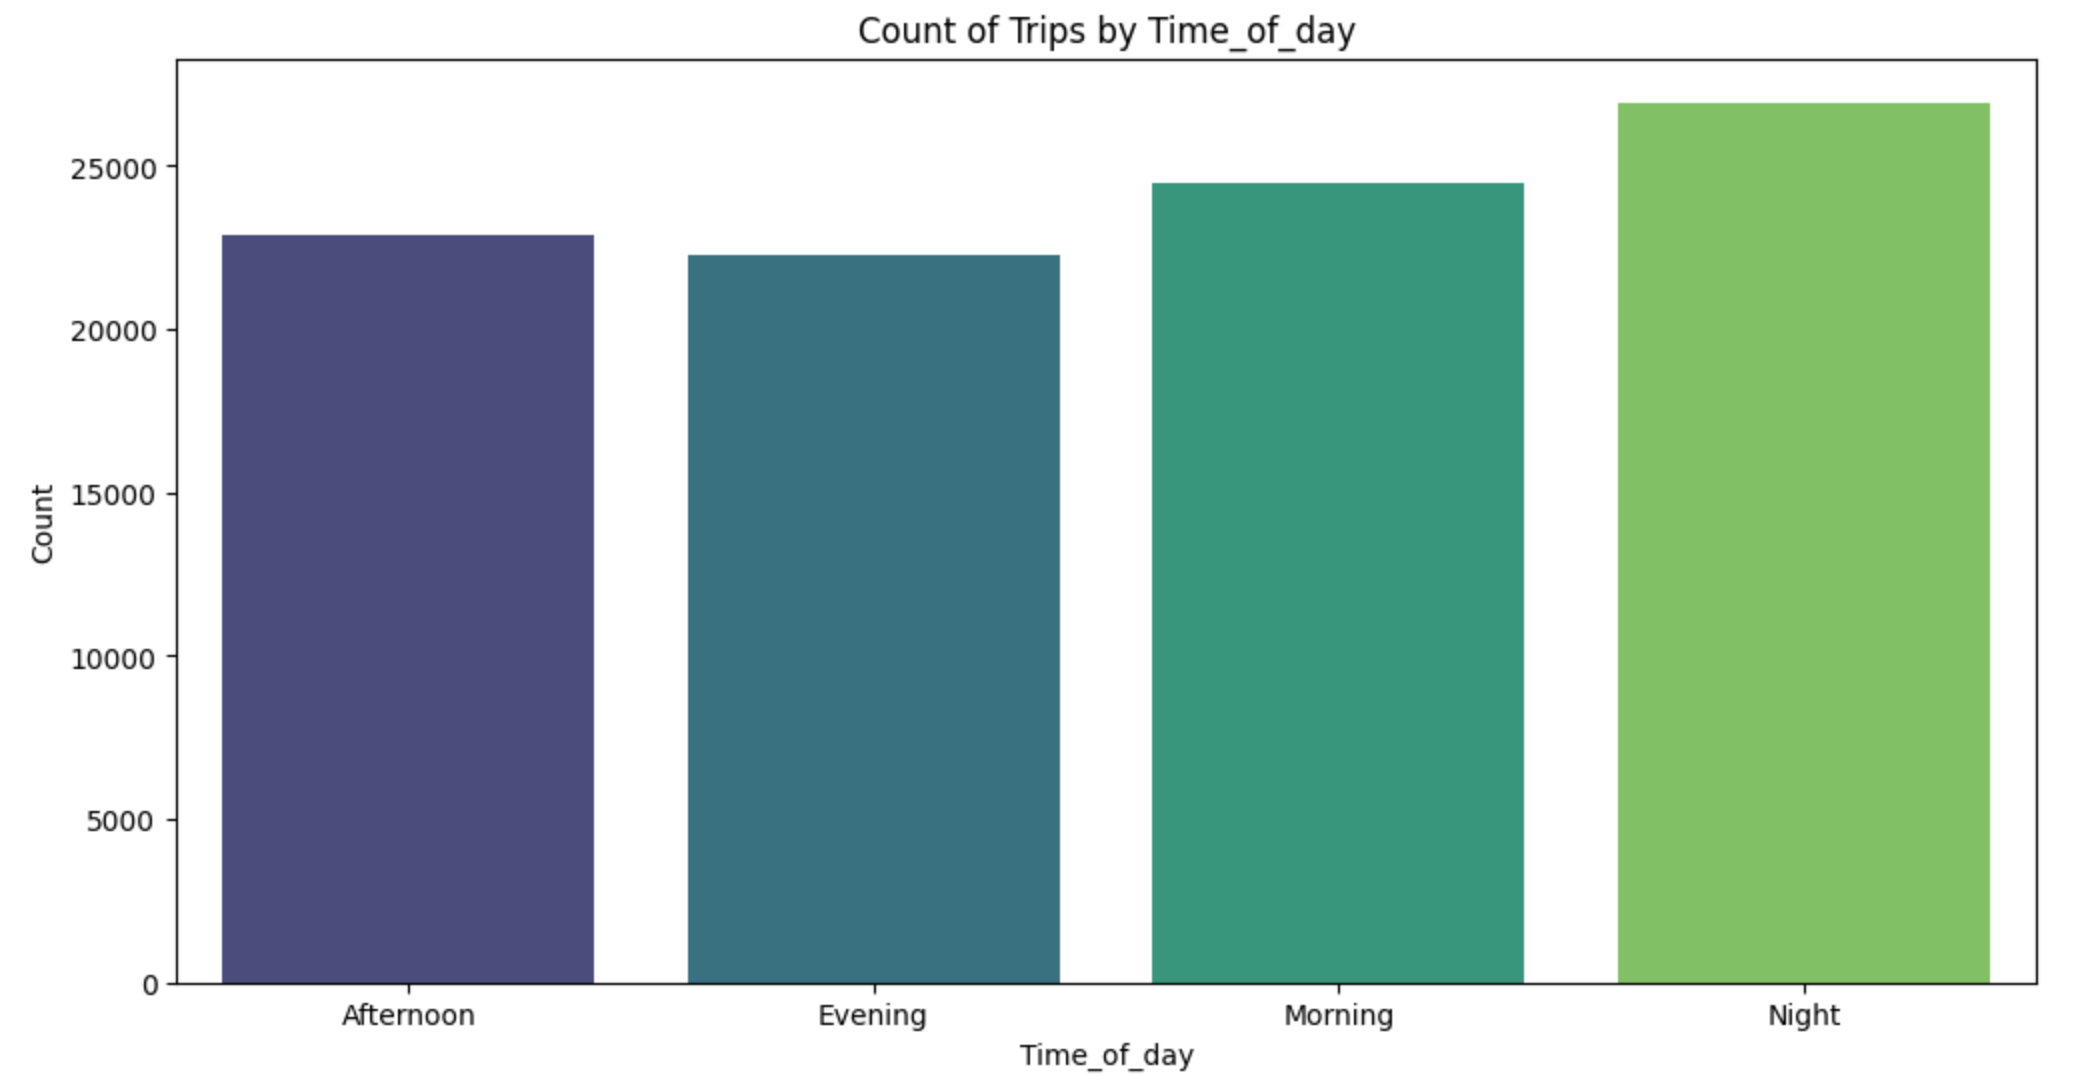 Count of Trips by Time_of_day
Count
25000
20000
15000
10000
5000
0
Afternoon Evening Morning Night
Time_of_day